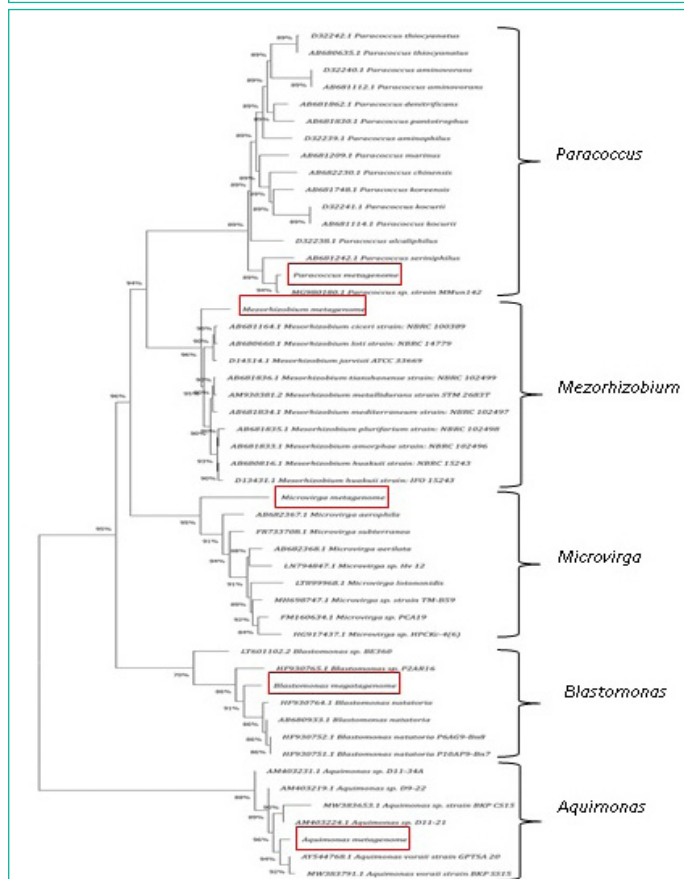 D32242.1 Paracoccus thiocyanatus
AB680635.1 Paracoccus thiocyanatus
D32240.1 Paracoccus aminovorans
AB681112.1 Paracoccus aminovorans
AB681862.1 Paracoccus denitrificans
AB681830.1 Paracoccus pantotrophus
D32239.1 Paracoccus aminophilus
AB681209.1 Paracoccus marinus
AB682230.1 Paracoccus chinensis
AB681748.1 Paracoccus koreensis
D32241.1 Paracoccus kocurii
AB681114.1 Paracoccus kocurii
D32238.1 Paracoccus alcaliphilus
AB681242.1 Paracoccus seriniphilus
Paracoccus metagenome
MG980180.1 Paracoccus sp. strain MMun142
Paracoccus
Mesorhizobium metagenome
AB681164.1 Mesorhizobium ciceri strain: NBRC 100389
AB680660.1 Mesorhizobium loti strain: NBRC 14779
D14514.1 Mesorhizobium jarvisii ATCC 33669
AB681836.1 Mesorhizobium tianshanense strain: NBRC 102499
AM930381.2 Mesorhizobium metallidurans strain STM 2683T
AB681834.1 Mesorhizobium mediterraneum strain: NBRC 102497
AB681835.1 Mesorhizobium plurifarium strain: NBRC 102498
AB681833.1 Mesorhizobium amorphae strain: NBRC 102496
AB680816.1 Mesorhizobium huakuii strain: NBRC 15243
D13431.1 Mesorhizobium huakuii strain: IFO 15243
Mezorhizobium
Microvirga metagenome
AB682367.1 Microvirga aerophila
FR733708.1 Microvirga subterranea
AB682368.1 Microvirga aerilata
LN794847.1 Microvirga sp. Hv 12
LT899968.1 Microvirga lotononidis
MH698747.1 Microvirga sp. strain TM-B59
FM160634.1 Microvirga sp. PCA19
HG917437.1 Microvirga sp. HPCKc-4(6)
Microvirga
LT601102.2 Blastomonas sp. BE360
HF930765.1 Blastomonas sp. P2AR16
Blastomonas magatagenome
HF930764.1 Blastomonas natatoria
AB680933.1 Blastomonas natatoria
HF930752.1 Blastomonas natatoria P6AG9-Bn8
HF930751.1 Blastomonas natatoria P10AP9-Bn7
Blastomonas
AM403231.1 Aquimonas sp. D11-34A
AM403219.1 Aquimonas sp. D9-22
MW383653.1 Aquimonas sp. strain BKP CS15
AM403224.1 Aquimonas sp. D11-21
Aquimonas metagenome
AY544768.1 Aquimonas voraii strain GPTSA 20
MW383791.1 Aquimonas voraii strain BKP SS15
Aquimonas